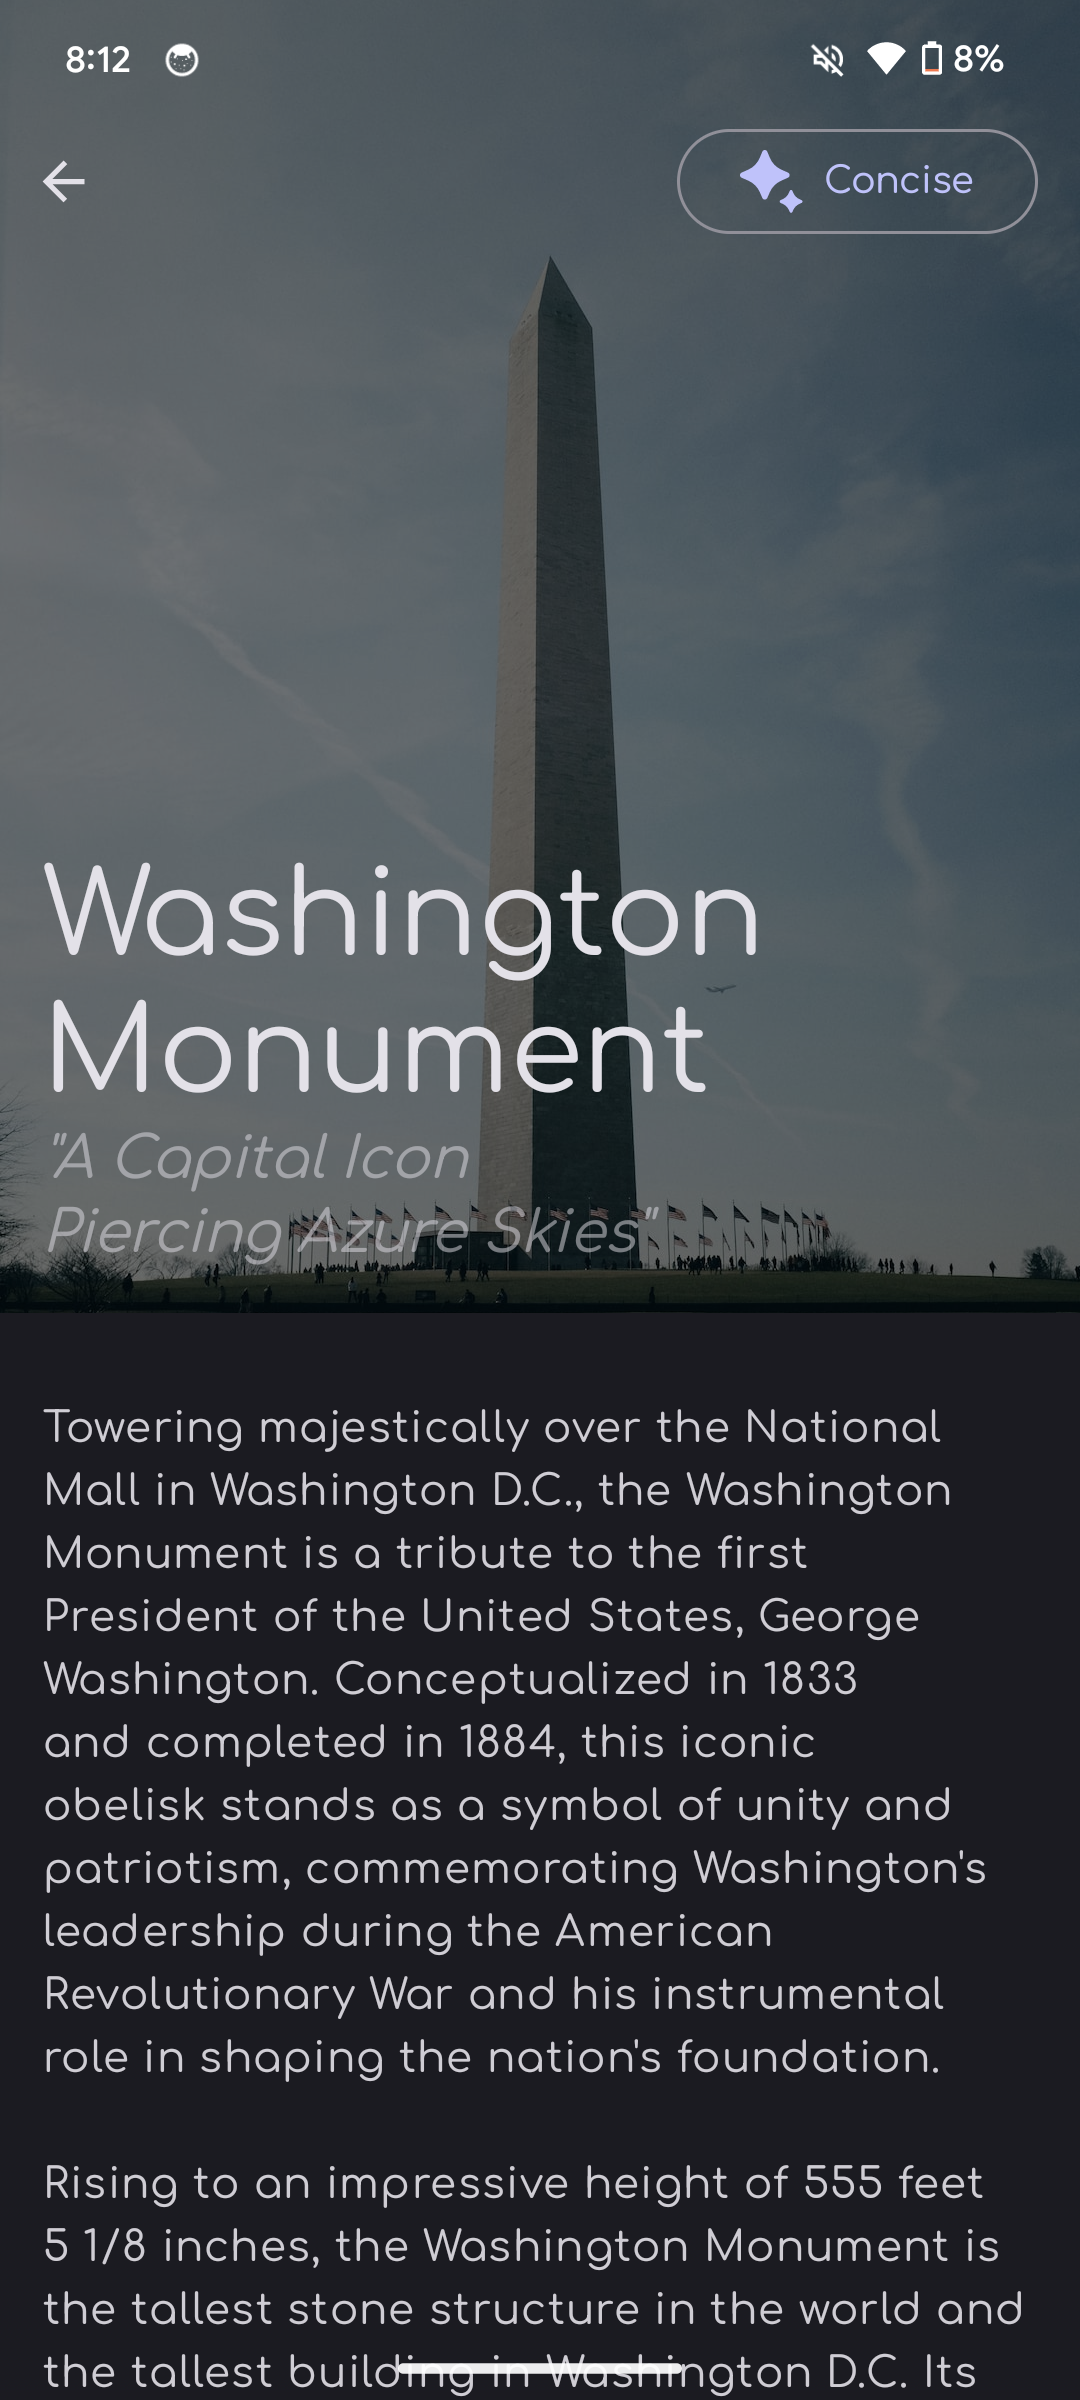 8:12
8%
Concise
Washington
Monument
"A Capital Icon
Piercing Azure Skies"
Towering majestically over the National
Mall in Washington D.C., the Washington
Monument is a tribute to the first
President of the United States, George
Washington. Conceptualized in 1833
and completed in 1884, this iconic
obelisk stands as a symbol of unity and
patriotism, commemorating Washington's
leadership during the American
Revolutionary War and his instrumental
role in shaping the nation's foundation.
Rising to an impressive height of 555 feet
5 1/8 inches, the Washington Monument is
the tallest stone structure in the world and
the tallest building in Washington D.C. Its